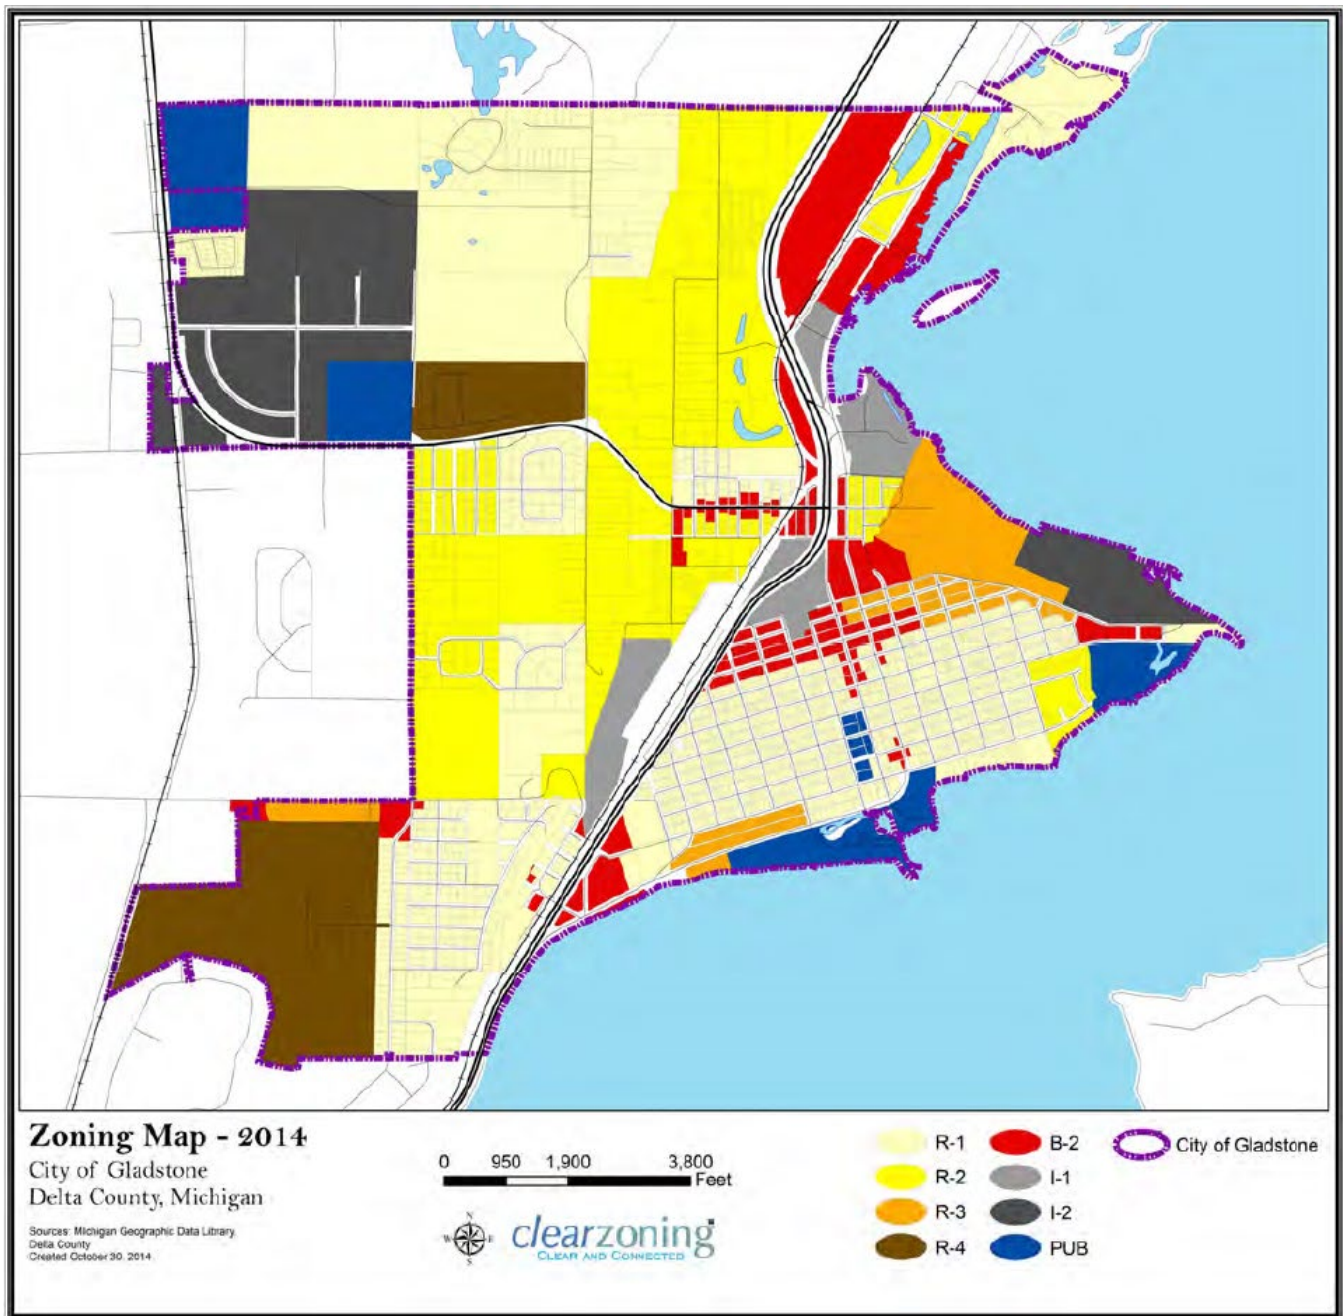 Zoning Map - 2014
City of Gladstone
Delta County, Michigan
Sources: Michigan Geographic Data Library
Delta County
Created October 30, 2014
0 950 1,900 3,800
Feet
N
W E
S
clearzoning
CLEAR AND CONNECTED
R-1
R-2
R-3
R-4
B-2
I-1
I-2
PUB
City of Gladstone